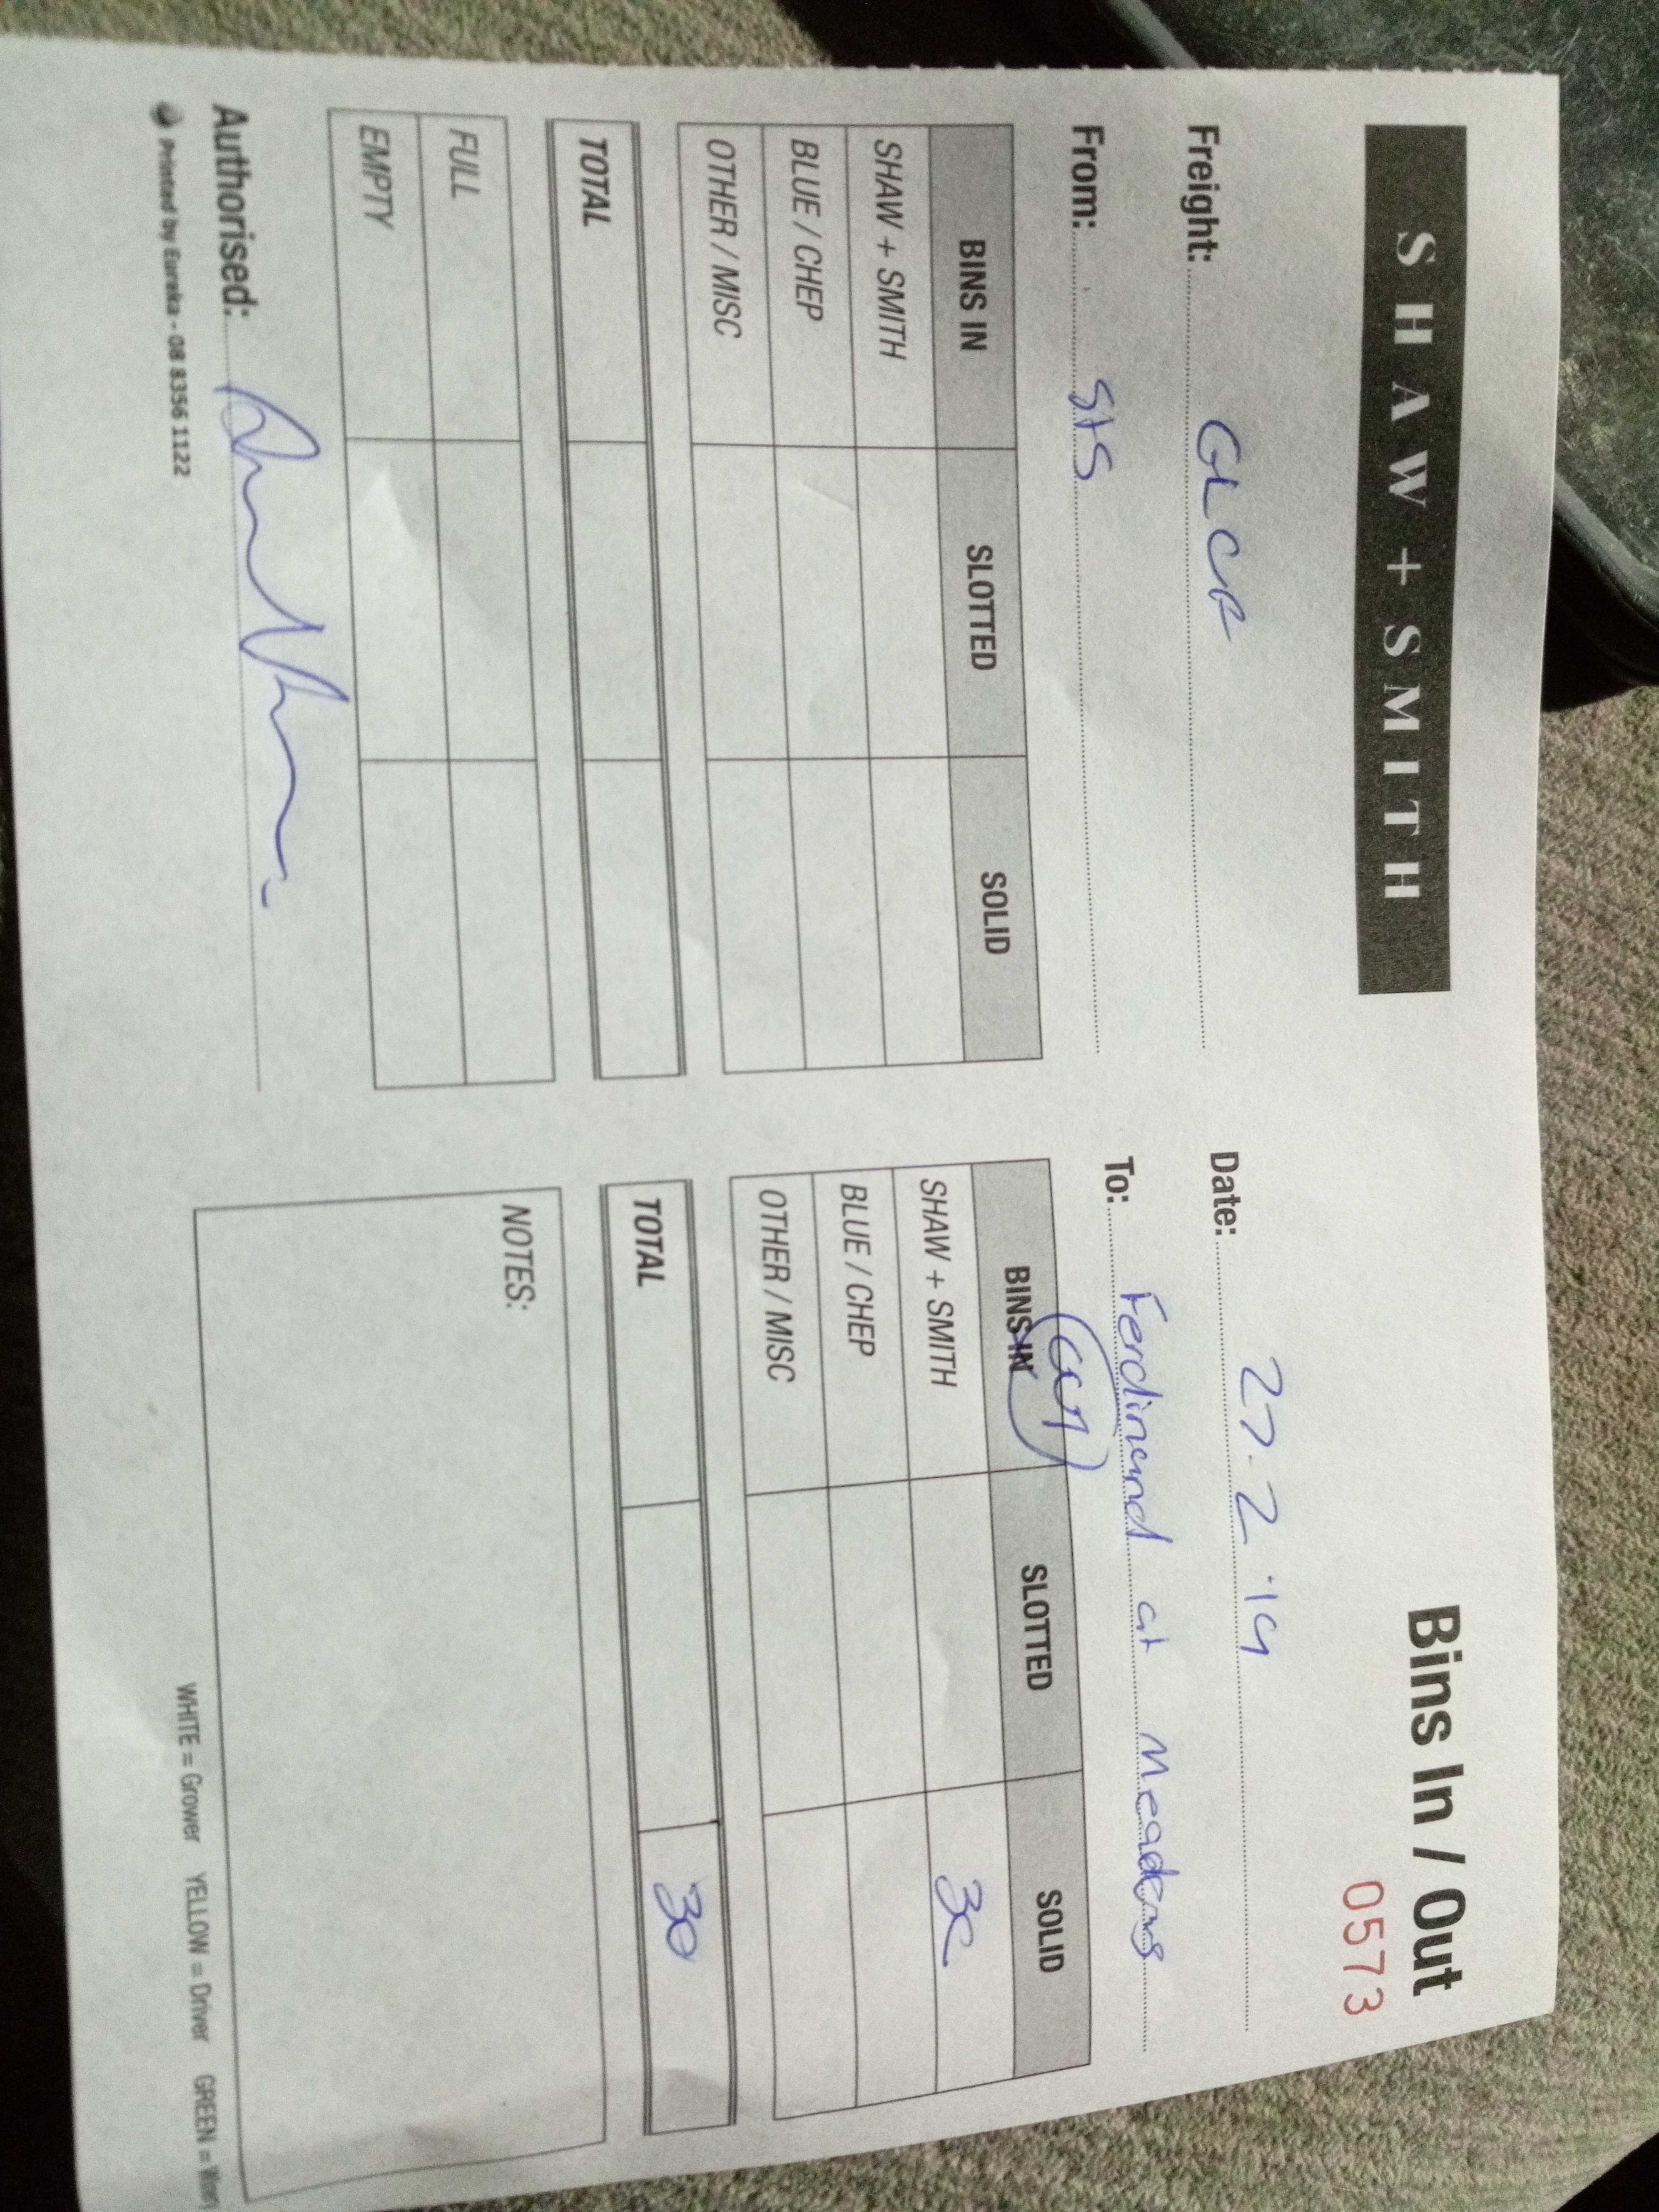 SHAW + SMITH
Bins In / Out
0573
Freight: GLCR
Date: 27.2.19
From: S+S
To: Ferdinand at Meadows
OUT
BINS IN SLOTTED SOLID
SHAW + SMITH
BLUE / CHEP
OTHER / MISC
TOTAL
FULL
EMPTY
Authorised:
Printed by Eureka - 08 8356 1122
BINS IN SLOTTED SOLID
SHAW + SMITH 30
BLUE / CHEP
OTHER / MISC
TOTAL 30
NOTES:
WHITE = Grower YELLOW = Driver GREEN =